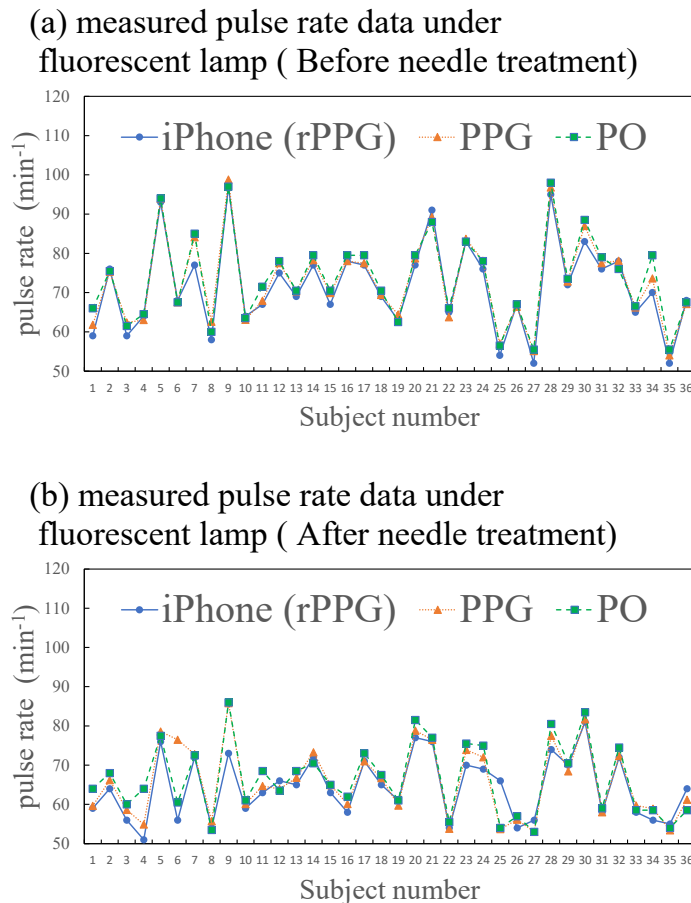 (a) measured pulse rate data under
fluorescent lamp ( Before needle treatment)
120
110
100
90
80
70
60
50
pulse rate (min⁻¹)
iPhone (rPPG) PPG PO
1 2 3 4 5 6 7 8 9 10 11 12 13 14 15 16 17 18 19 20 21 22 23 24 25 26 27 28 29 30 31 32 33 34 35 36
Subject number
(b) measured pulse rate data under
fluorescent lamp ( After needle treatment)
120
110
100
90
80
70
60
50
pulse rate (min⁻¹)
iPhone (rPPG) PPG PO
1 2 3 4 5 6 7 8 9 10 11 12 13 14 15 16 17 18 19 20 21 22 23 24 25 26 27 28 29 30 31 32 33 34 35 36
Subject number